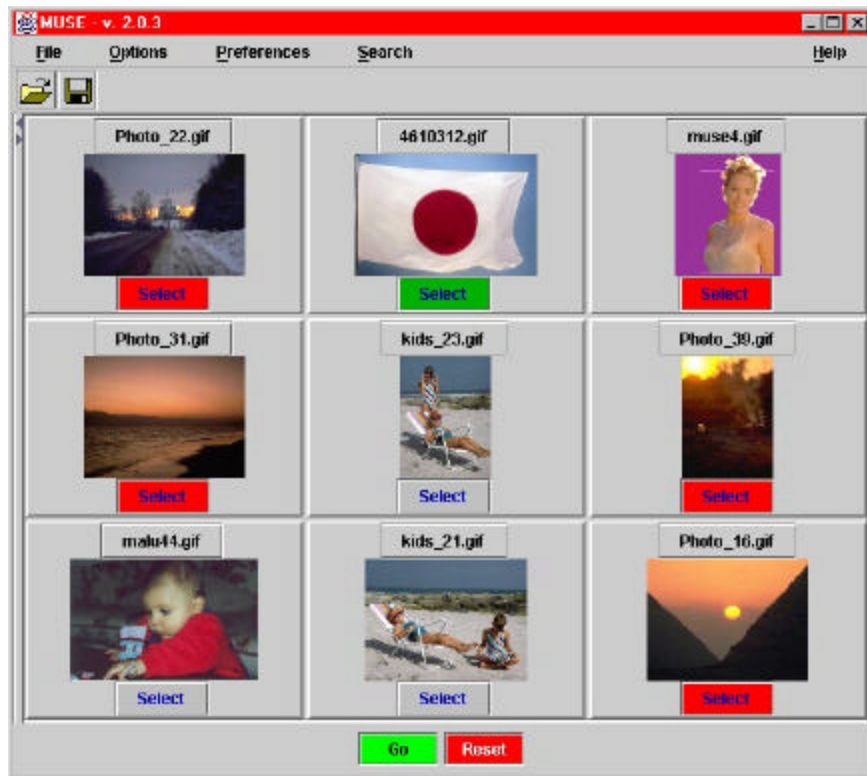 MUSE - v. 2.0.3
File Options Preferences Search Help
Photo_22.gif 4610312.gif muse4.gif
Select Select Select
Photo_31.gif kids_23.gif Photo_39.gif
Select Select Select
malu44.gif kids_21.gif Photo_16.gif
Select Select Select
Go Reset